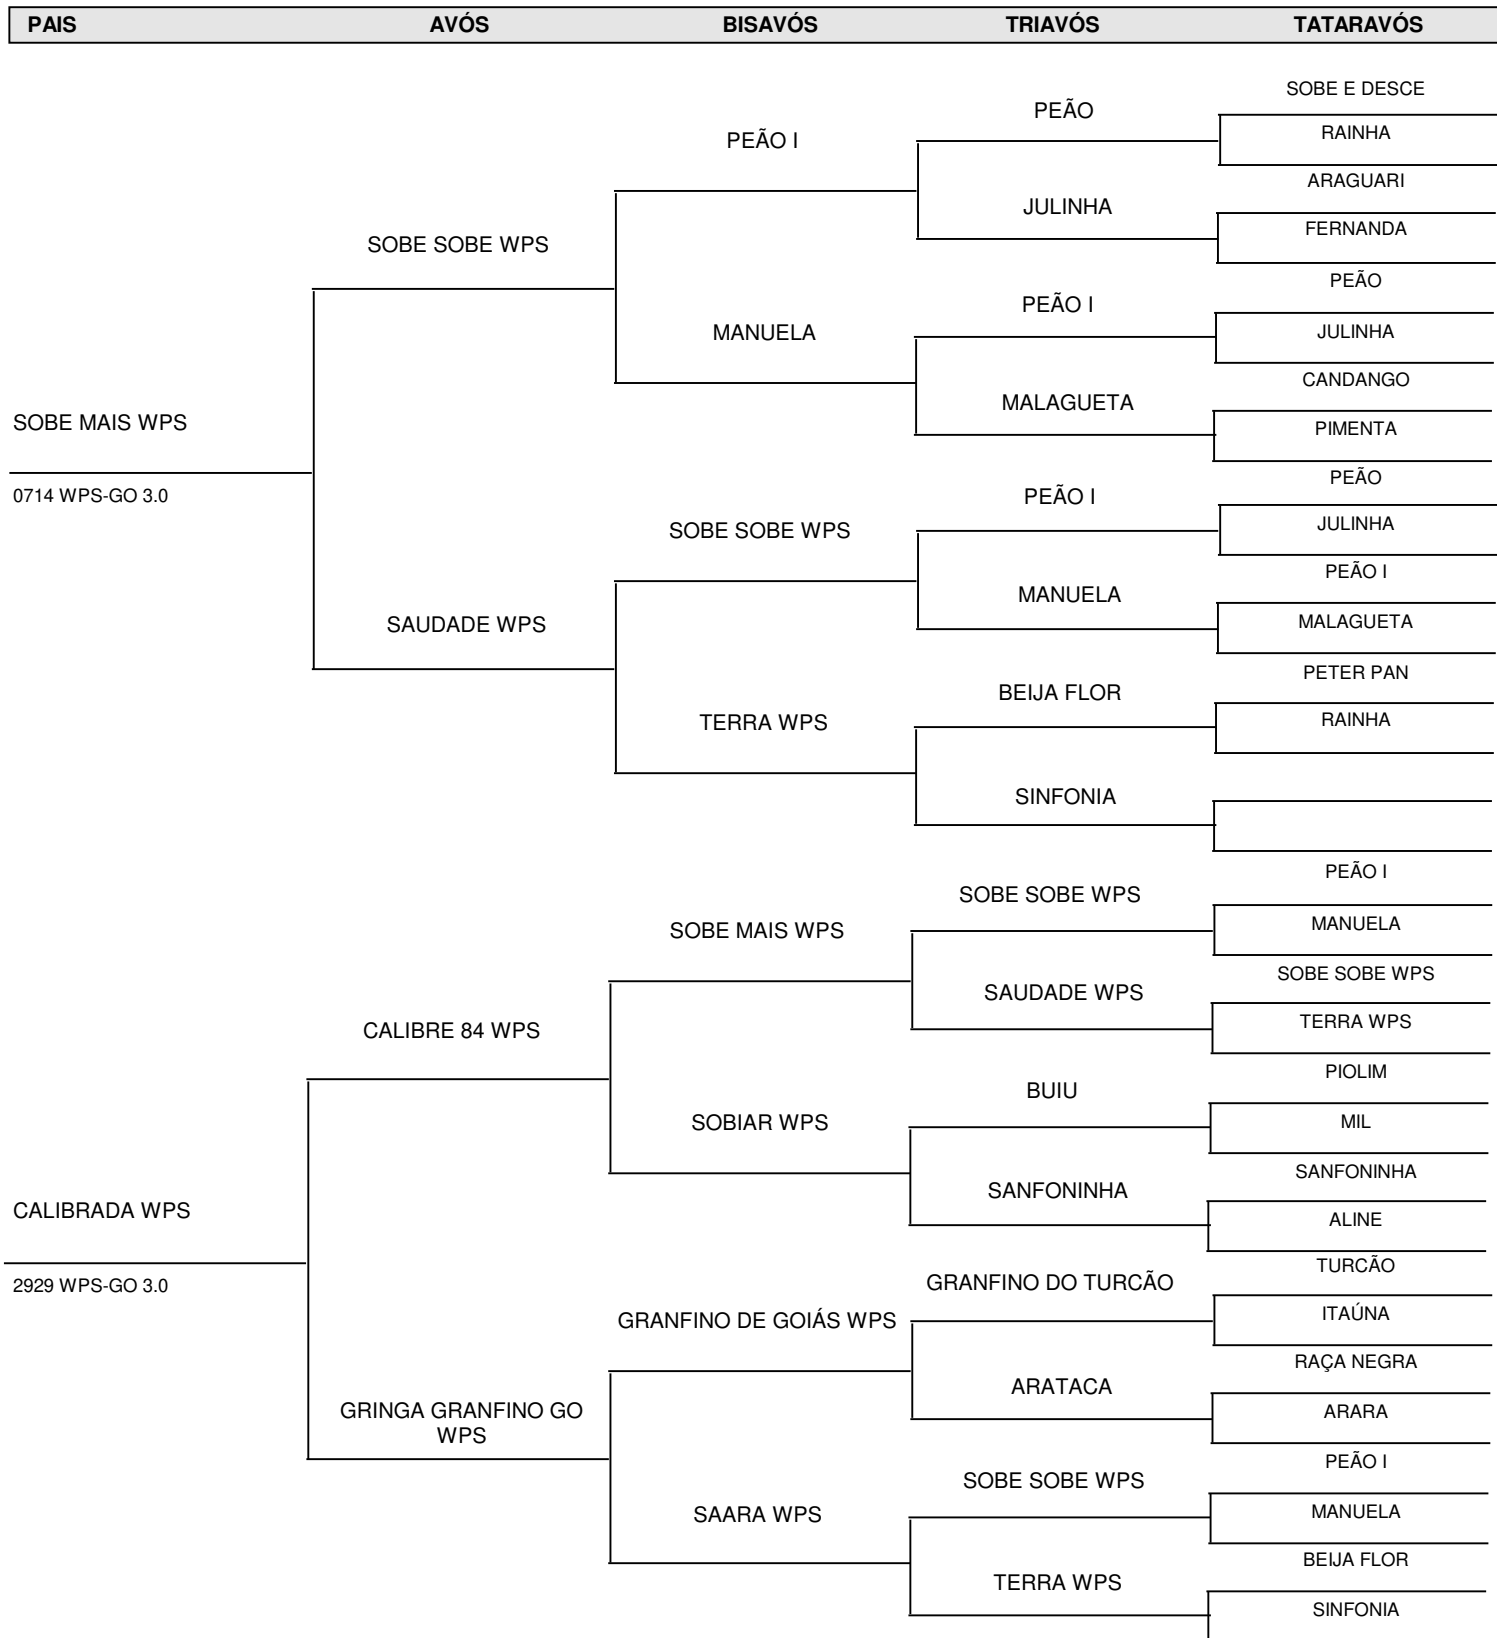 PAIS AVÓS BISAVÓS TRIAVÓS TATARAVÓS
SOBE E DESCE
PEÃO
RAINHA
PEÃO I
ARAGUARI
JULINHA
FERNANDA
SOBE SOBE WPS
PEÃO
PEÃO I
JULINHA
MANUELA
CANDANGO
MALAGUETA
PIMENTA
SOBE MAIS WPS
0714 WPS-GO 3.0
PEÃO
PEÃO I
JULINHA
SOBE SOBE WPS
PEÃO I
MANUELA
MALAGUETA
SAUDADE WPS
PETER PAN
BEIJA FLOR
RAINHA
TERRA WPS
SINFONIA
PEÃO I
SOBE SOBE WPS
MANUELA
SOBE MAIS WPS
SOBE SOBE WPS
SAUDADE WPS
TERRA WPS
CALIBRE 84 WPS
PIOLIM
BUIU
MIL
SOBIAR WPS
SANFONINHA
SANFONINHA
ALINE
CALIBRADA WPS
2929 WPS-GO 3.0
TURCÃO
GRANFINO DO TURCÃO
ITAÚNA
GRANFINO DE GOIÁS WPS
RAÇA NEGRA
ARATACA
ARARA
GRINGA GRANFINO GO
WPS
PEÃO I
SOBE SOBE WPS
MANUELA
SAARA WPS
BEIJA FLOR
TERRA WPS
SINFONIA